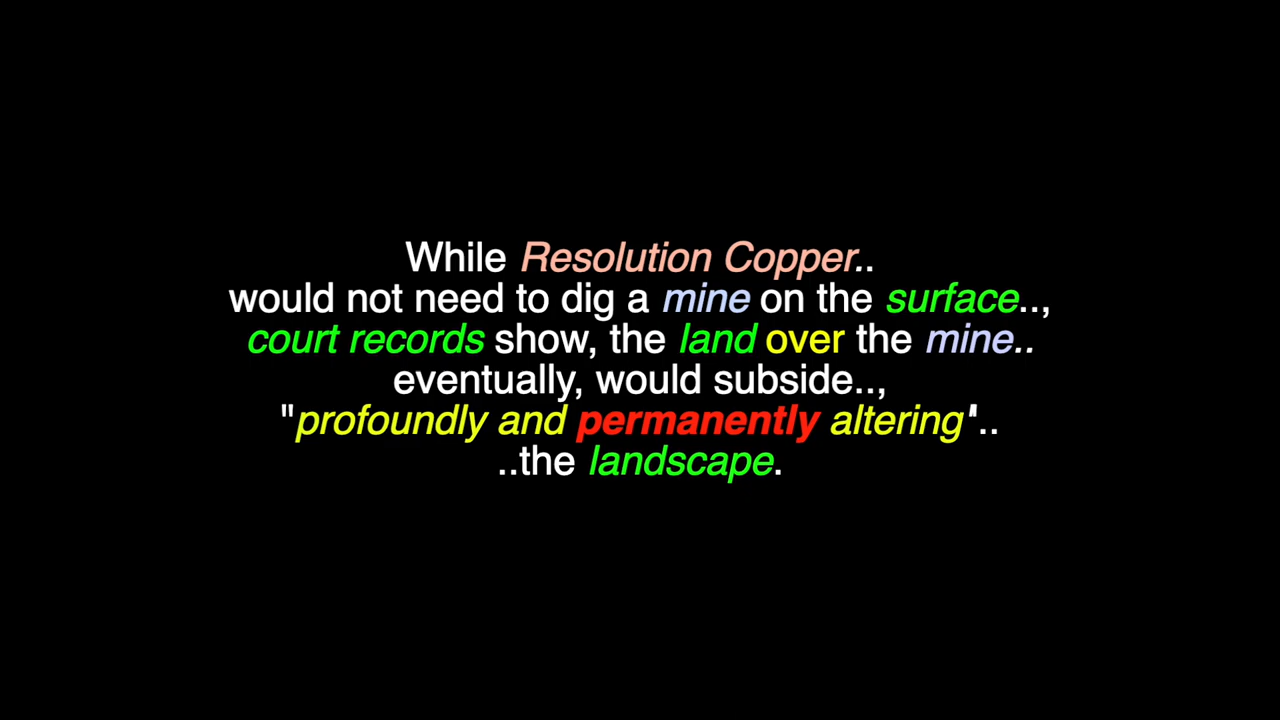 While Resolution Copper..
would not need to dig a mine on the surface..,
court records show, the land over the mine..
eventually, would subside..,
"profoundly and permanently altering"..
..the landscape.